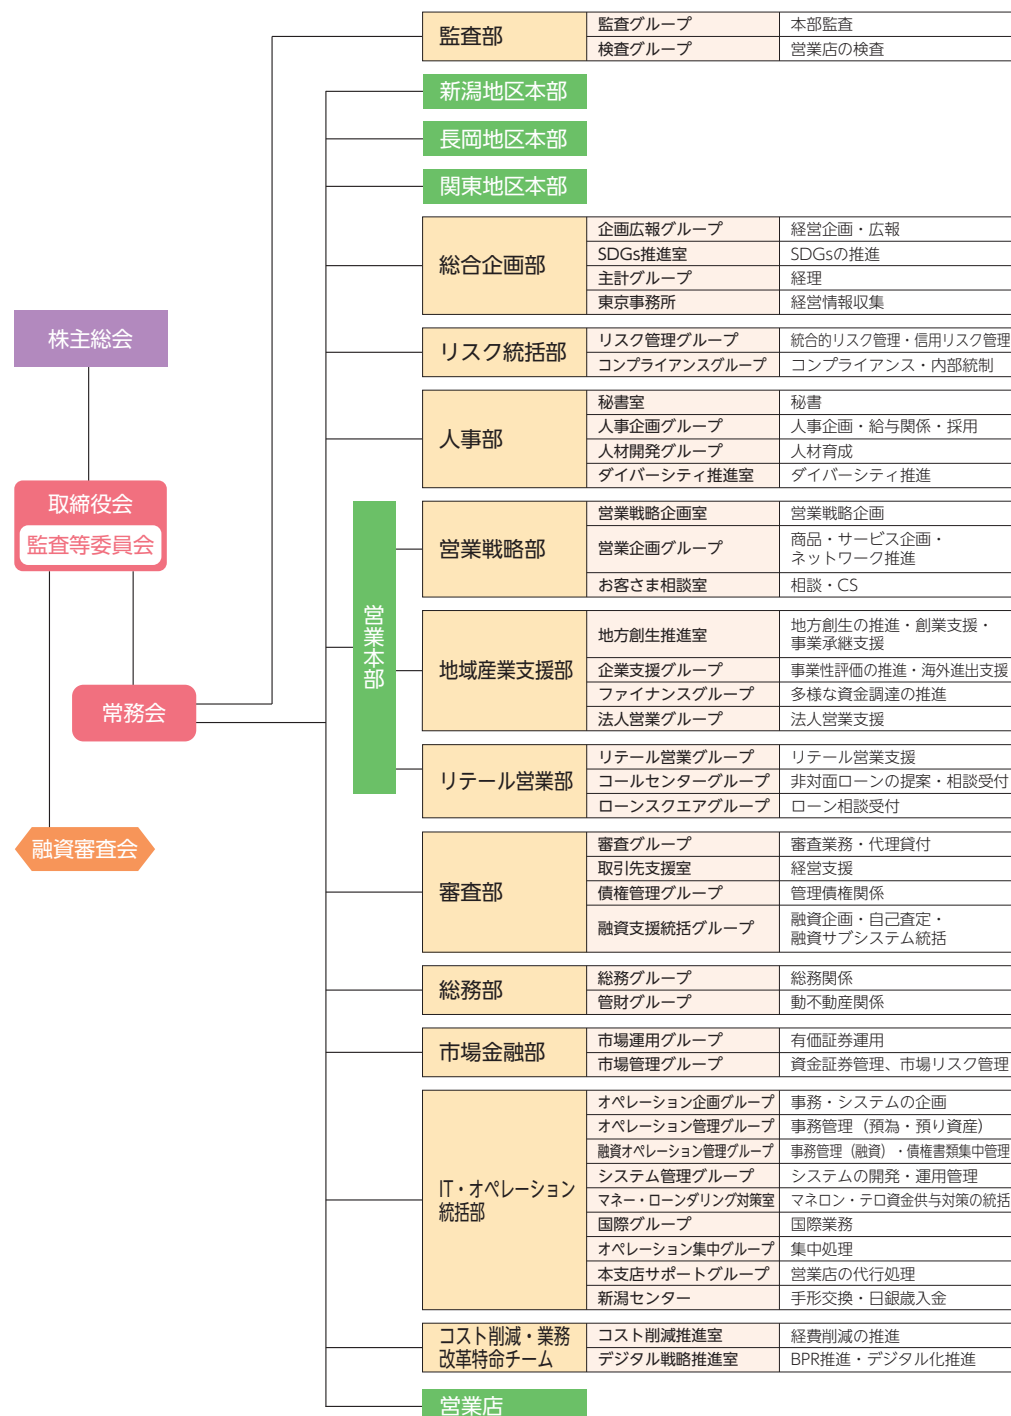 株主総会
取締役会
監査等委員会
常務会
融資審査会
監査部
監査グループ 本部監査
検査グループ 営業店の検査
新潟地区本部
長岡地区本部
関東地区本部
総合企画部
企画広報グループ 経営企画・広報
SDGs推進室 SDGsの推進
主計グループ 経理
東京事務所 経営情報収集
リスク統括部
リスク管理グループ 統合的リスク管理・信用リスク管理
コンプライアンスグループ コンプライアンス・内部統制
人事部
秘書室 秘書
人事企画グループ 人事企画・給与関係・採用
人材開発グループ 人材育成
ダイバーシティ推進室 ダイバーシティ推進
営業本部
営業戦略部
営業戦略企画室 営業戦略企画
営業企画グループ 商品・サービス企画・
ネットワーク推進
お客さま相談室 相談・CS
地域産業支援部
地方創生推進室 地方創生の推進・創業支援・
事業承継支援
企業支援グループ 事業性評価の推進・海外進出支援
ファイナンスグループ 多様な資金調達の推進
法人営業グループ 法人営業支援
リテール営業部
リテール営業グループ リテール営業支援
コールセンターグループ 非対面ローンの提案・相談受付
ローンスクエアグループ ローン相談受付
審査部
審査グループ 審査業務・代理貸付
取引先支援室 経営支援
債権管理グループ 管理債権関係
融資支援統括グループ 融資企画・自己査定・
融資サブシステム統括
総務部
総務グループ 総務関係
管財グループ 動不動産関係
市場金融部
市場運用グループ 有価証券運用
市場管理グループ 資金証券管理、市場リスク管理
IT・オペレーション
統括部
オペレーション企画グループ 事務・システムの企画
オペレーション管理グループ 事務管理（預為・預り資産）
融資オペレーション管理グループ 事務管理（融資）・債権書類集中管理
システム管理グループ システムの開発・運用管理
マネー・ローンダリング対策室 マネロン・テロ資金供与対策の統括
国際グループ 国際業務
オペレーション集中グループ 集中処理
本支店サポートグループ 営業店の代行処理
新潟センター 手形交換・日銀歳入金
コスト削減・業務
改革特命チーム
コスト削減推進室 経費削減の推進
デジタル戦略推進室 BPR推進・デジタル化推進
営業店